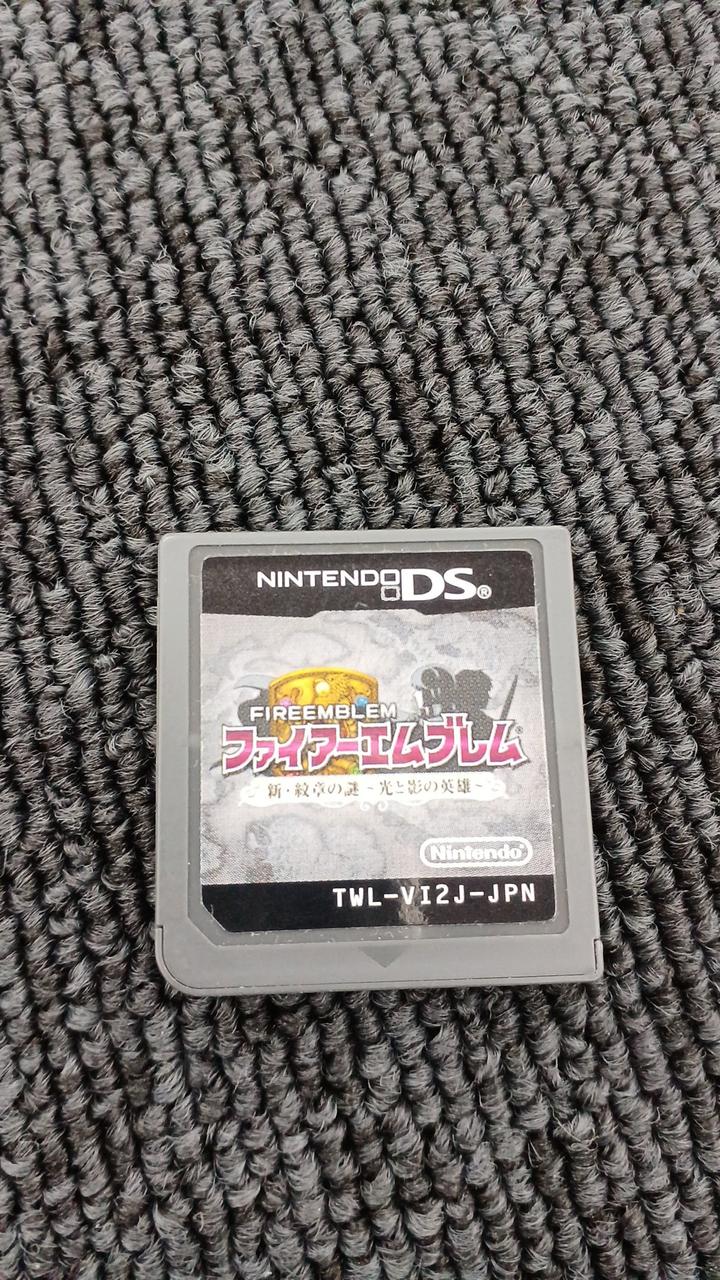 NINTENDO DS®
FIREEMBLEM
ファイアーエムブレム®
新・紋章の謎 ～光と影の英雄～
Nintendo®
TWL-VI2J-JPN